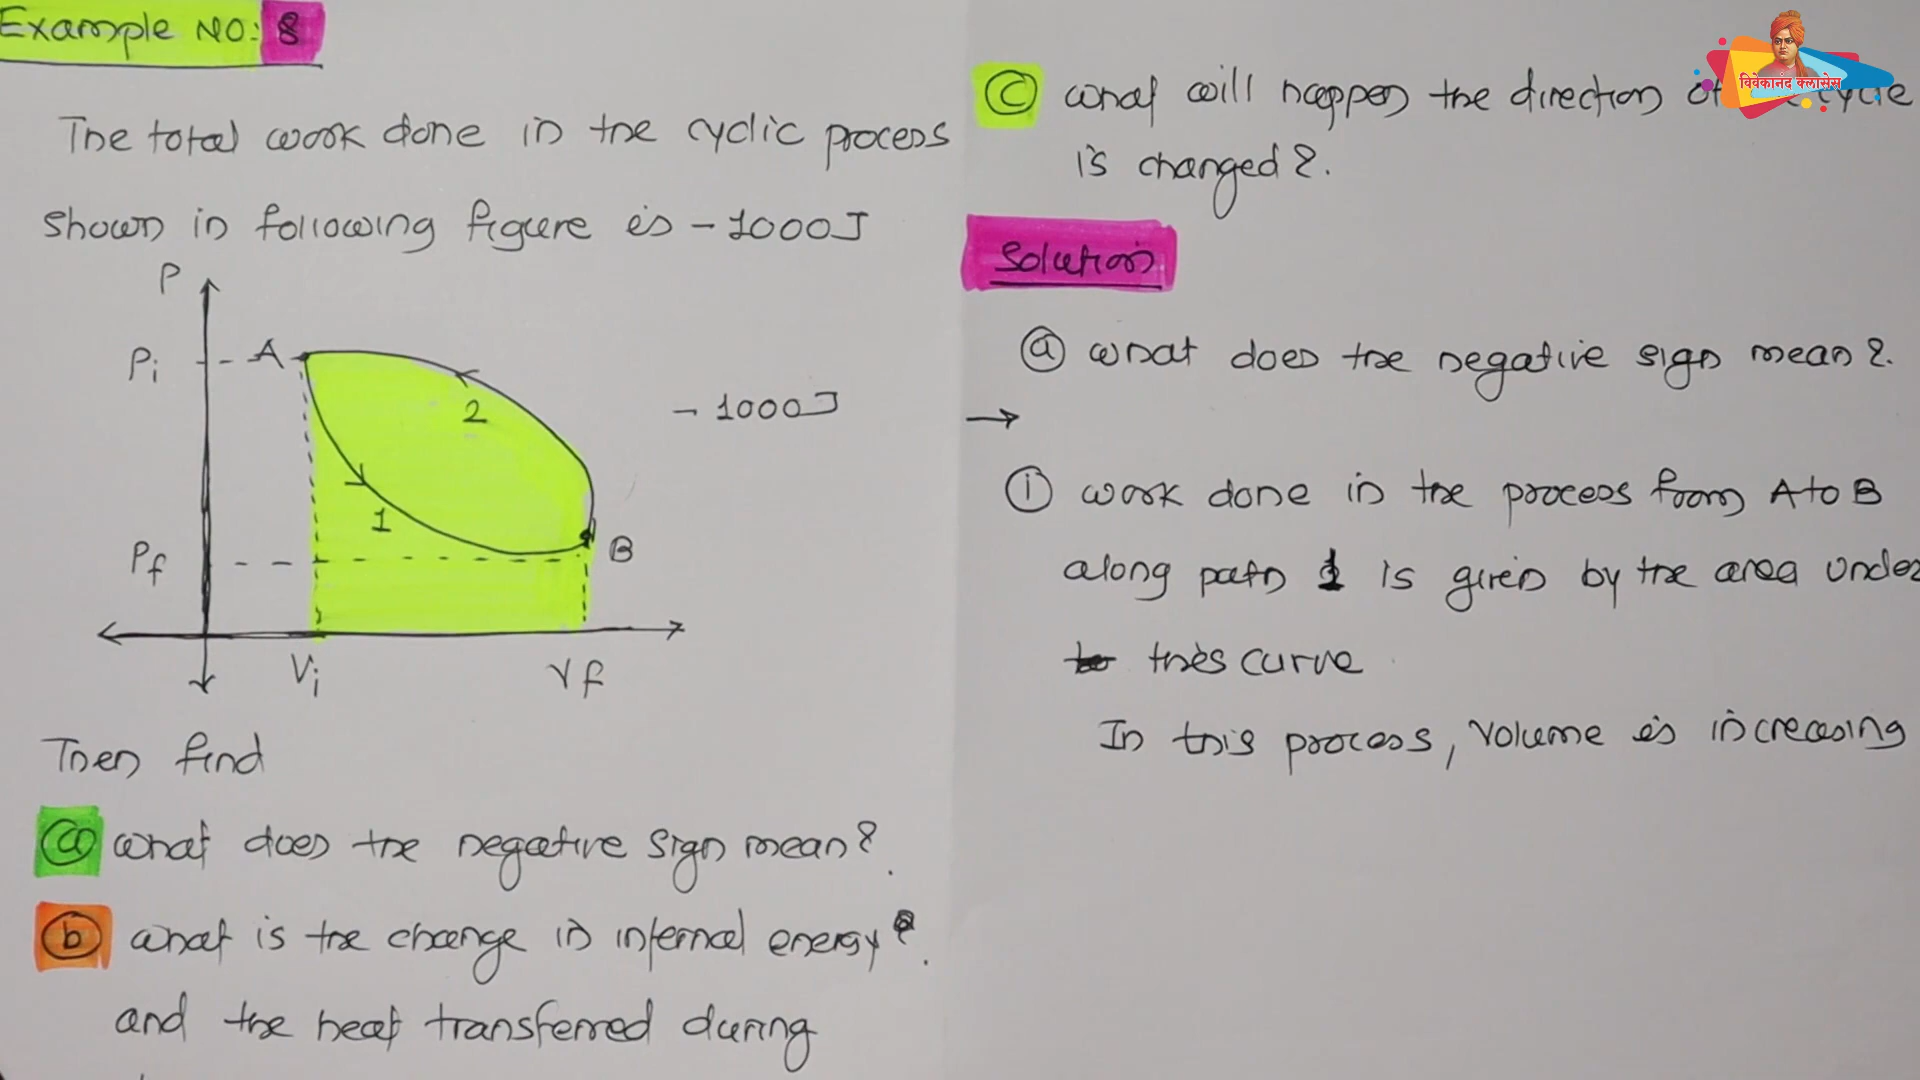 Example NO: 8
The total work done in the cyclic process
shown in following figure is - 1000J
P
Pi
A
2
- 1000J
1
Pf
B
Vi
Vf
Then find
a what does the negative sign mean?
b what is the change in internal energy?
and the heat transferred during
c what will happen the direction of cycle
is changed?
विवेकानंद क्लासेस
Solution
a what does the negative sign mean?
→
i work done in the process from A to B
along path 1 is given by the area under
this curve
In this process, volume is increasing